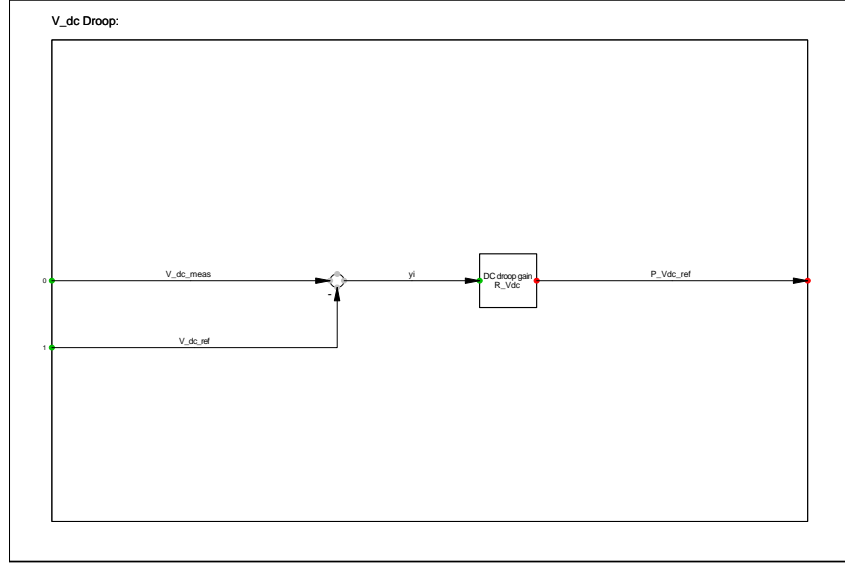 V_dc Droop:
0
V_dc_meas
yi
DC droop gain
R_Vdc
P_Vdc_ref
-
1
V_dc_ref